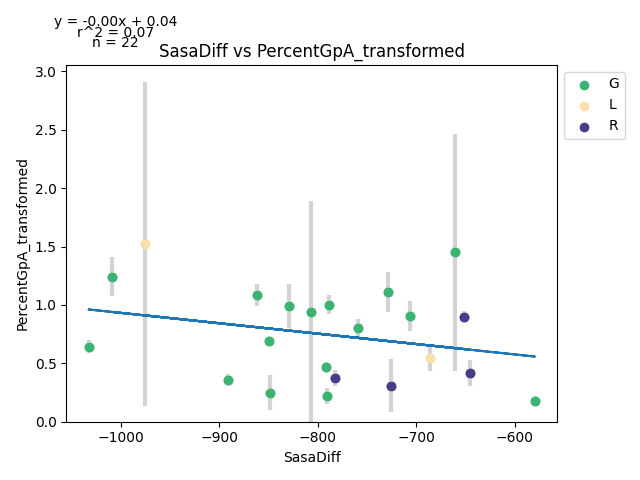 y = -0.00x + 0.04
r^2 = 0.07
n = 22
SasaDiff vs PercentGpA_transformed
3.0
2.5
2.0
1.5
1.0
0.5
0.0
PercentGpA_transformed
−1000
−900
−800
−700
−600
SasaDiff
G
L
R